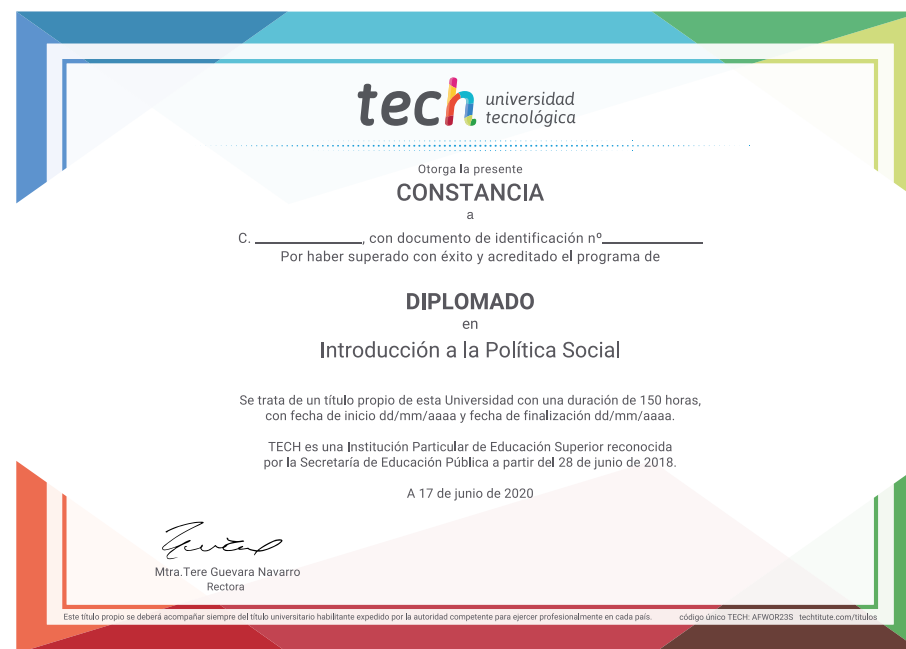 tech universidad
tecnológica
Otorga la presente
CONSTANCIA
a
C. ______________, con documento de identificación nº_____________
Por haber superado con éxito y acreditado el programa de
DIPLOMADO
en
Introducción a la Política Social
Se trata de un título propio de esta Universidad con una duración de 150 horas,
con fecha de inicio dd/mm/aaaa y fecha de finalización dd/mm/aaaa.
TECH es una Institución Particular de Educación Superior reconocida
por la Secretaría de Educación Pública a partir del 28 de junio de 2018.
A 17 de junio de 2020
Mtra.Tere Guevara Navarro
Rectora
Este título propio se deberá acompañar siempre del título universitario habilitante expedido por la autoridad competente para ejercer profesionalmente en cada país. código único TECH: AFWOR23S techtitute.com/titulos